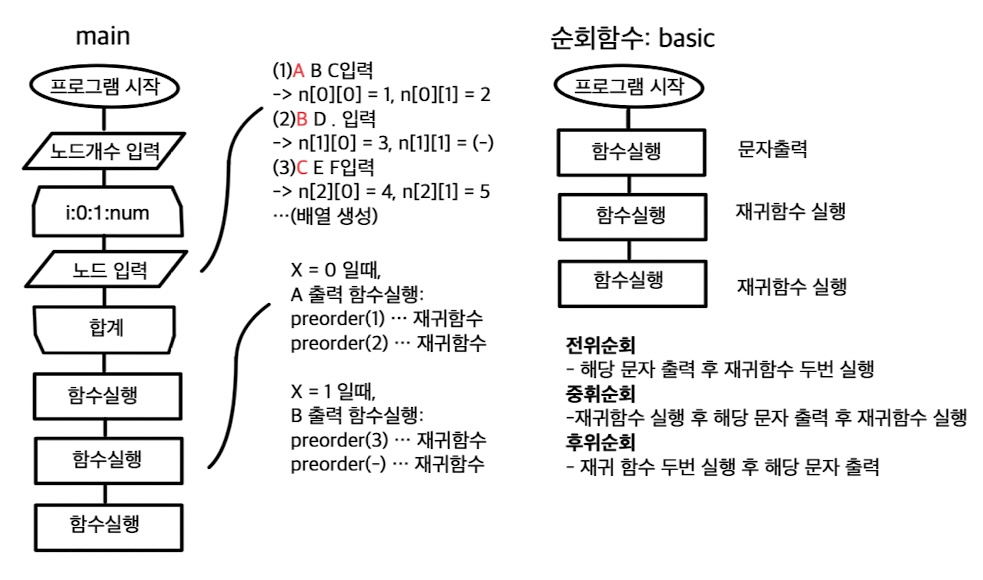 main
프로그램 시작
노드개수 입력
i:0:1:num
노드 입력
합계
함수실행
함수실행
함수실행
(1)A B C입력
-> n[0][0] = 1, n[0][1] = 2
(2)B D . 입력
-> n[1][0] = 3, n[1][1] = (-)
(3)C E F입력
-> n[2][0] = 4, n[2][1] = 5
…(배열 생성)
X = 0 일때,
A 출력 함수실행:
preorder(1) … 재귀함수
preorder(2) … 재귀함수
X = 1 일때,
B 출력 함수실행:
preorder(3) … 재귀함수
preorder(-) … 재귀함수
순회함수: basic
프로그램 시작
함수실행
문자출력
함수실행
재귀함수 실행
함수실행
재귀함수 실행
전위순회
- 해당 문자 출력 후 재귀함수 두번 실행
중휘순회
-재귀함수 실행 후 해당 문자 출력 후 재귀함수 실행
후위순회
- 재귀 함수 두번 실행 후 해당 문자 출력